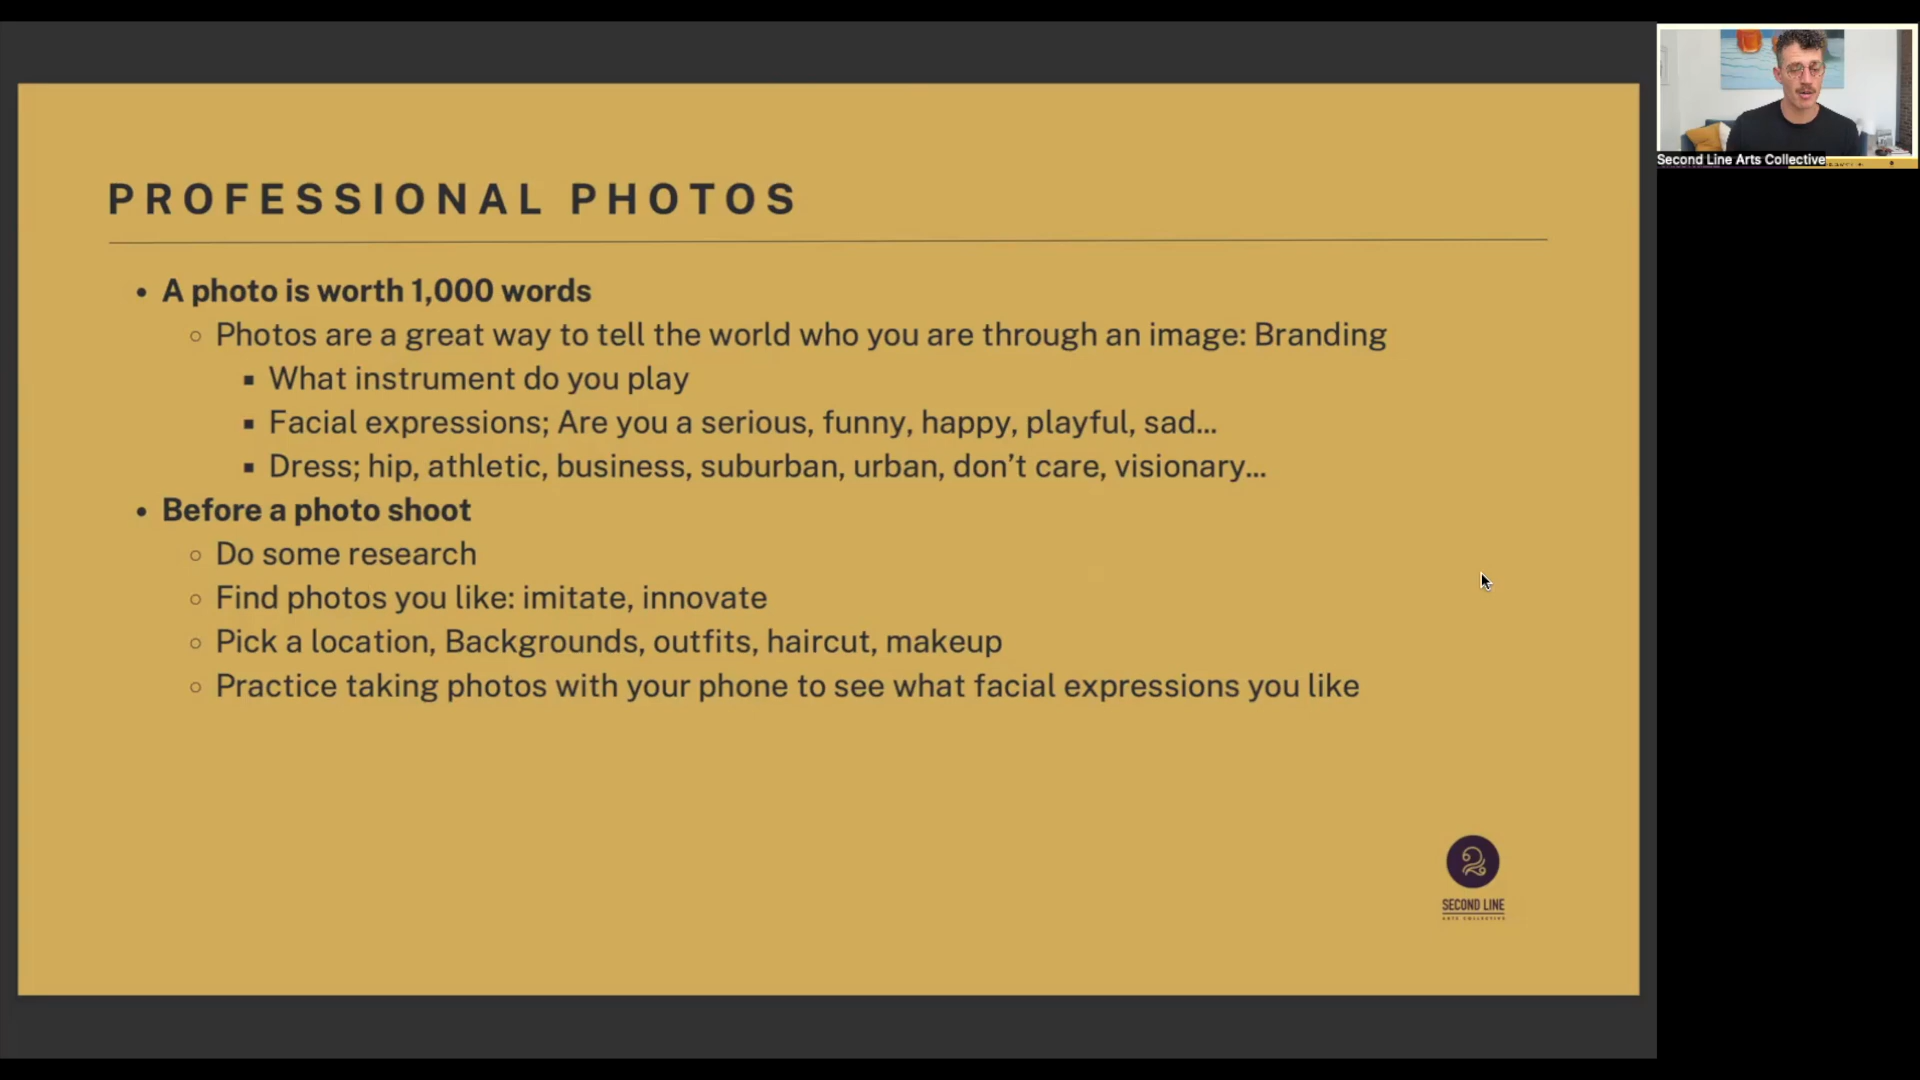 PROFESSIONAL PHOTOS
• A photo is worth 1,000 words
○ Photos are a great way to tell the world who you are through an image: Branding
▪ What instrument do you play
▪ Facial expressions; Are you a serious, funny, happy, playful, sad...
▪ Dress; hip, athletic, business, suburban, urban, don't care, visionary...
• Before a photo shoot
○ Do some research
○ Find photos you like: imitate, innovate
○ Pick a location, Backgrounds, outfits, haircut, makeup
○ Practice taking photos with your phone to see what facial expressions you like
SECOND LINE
ARTS COLLECTIVE
Second Line Arts Collective